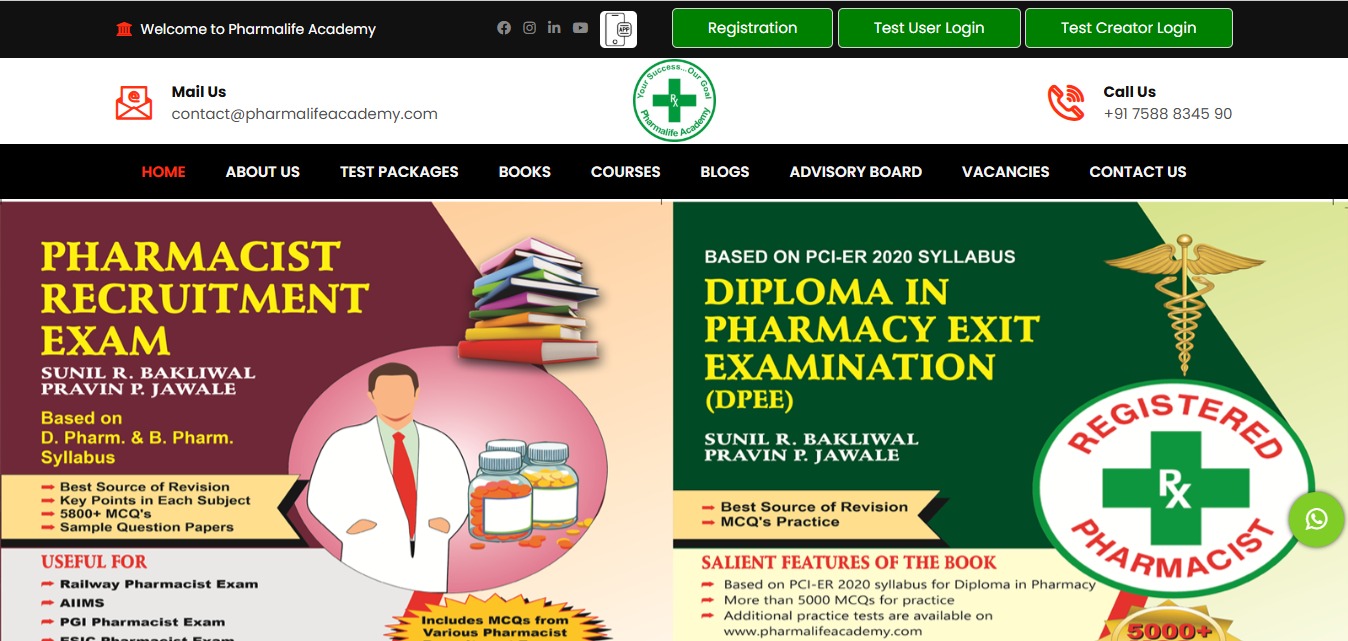 Welcome to Pharmalife Academy
APP
Registration
Test User Login
Test Creator Login
Mail Us
contact@pharmalifeacademy.com
Your Success...Our Goal
Rx
Pharmalife Academy
Call Us
+91 7588 8345 90
HOME
ABOUT US
TEST PACKAGES
BOOKS
COURSES
BLOGS
ADVISORY BOARD
VACANCIES
CONTACT US
PHARMACIST
RECRUITMENT
EXAM
SUNIL R. BAKLIWAL
PRAVIN P. JAWALE
Based on
D. Pharm. & B. Pharm.
Syllabus
Best Source of Revision
Key Points in Each Subject
5800+ MCQ's
Sample Question Papers
USEFUL FOR
Railway Pharmacist Exam
AIIMS
PGI Pharmacist Exam
ESIC Pharmacist Exam
Includes MCQs from
Various Pharmacist
BASED ON PCI-ER 2020 SYLLABUS
DIPLOMA IN
PHARMACY EXIT
EXAMINATION
(DPEE)
SUNIL R. BAKLIWAL
PRAVIN P. JAWALE
Best Source of Revision
MCQ's Practice
REGISTERED
Rx
PHARMACIST
SALIENT FEATURES OF THE BOOK
Based on PCI-ER 2020 syllabus for Diploma in Pharmacy
More than 5000 MCQs for practice
Additional practice tests are available on
www.pharmalifeacademy.com
5000+